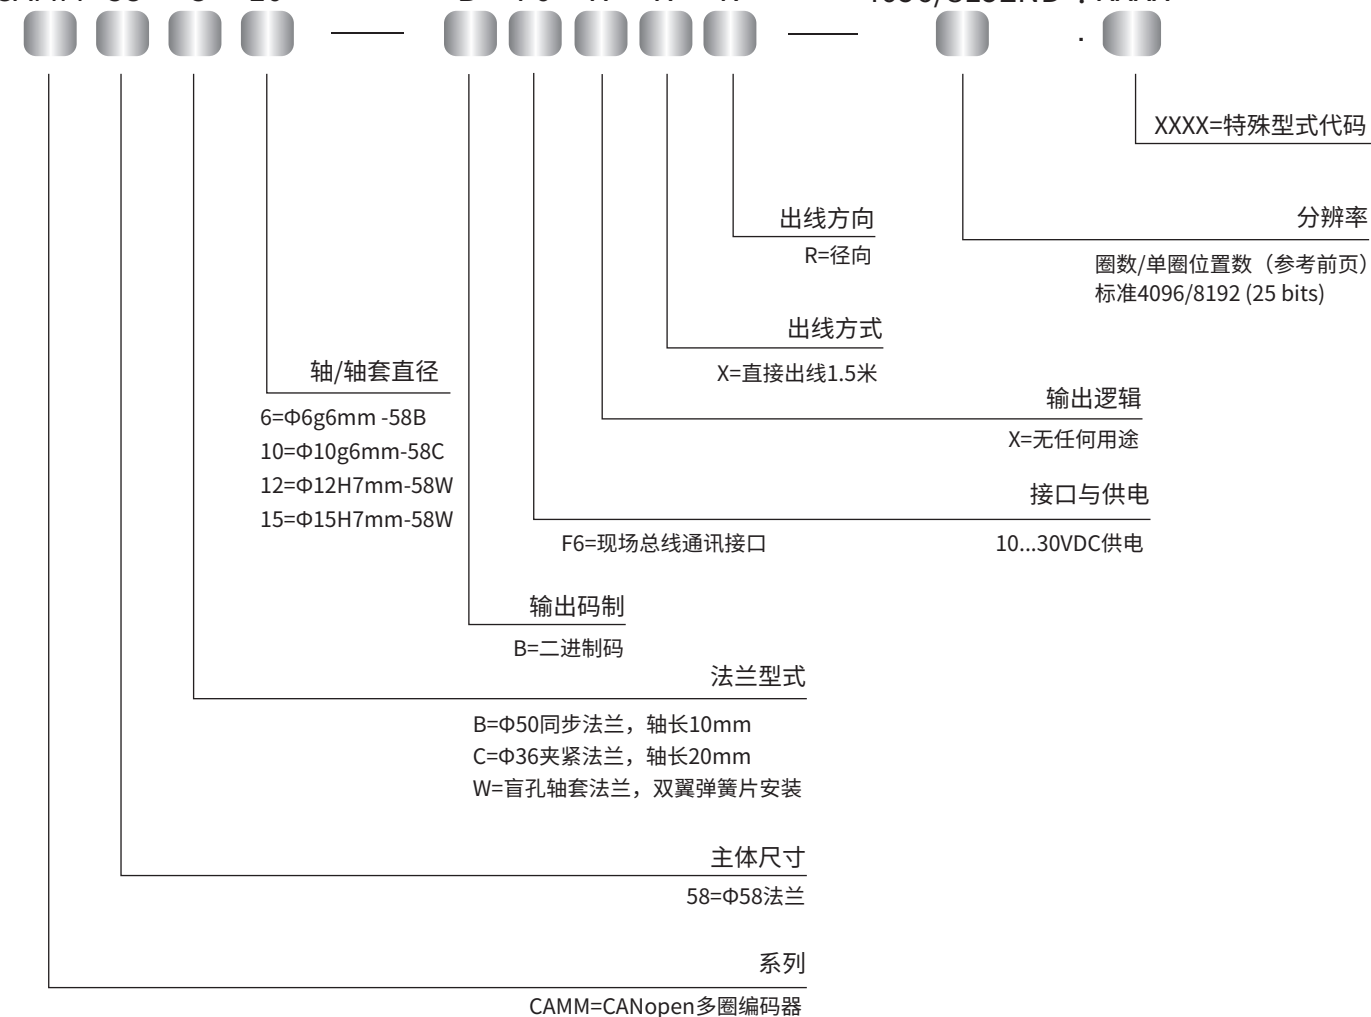 .
XXXX=特殊型式代码
出线方向
R=径向
分辨率
圈数/单圈位置数（参考前页）
标准4096/8192 (25 bits)
出线方式
X=直接出线1.5米
轴/轴套直径
6=Φ6g6mm -58B
10=Φ10g6mm-58C
12=Φ12H7mm-58W
15=Φ15H7mm-58W
输出逻辑
X=无任何用途
接口与供电
F6=现场总线通讯接口 10...30VDC供电
输出码制
B=二进制码
法兰型式
B=Φ50同步法兰，轴长10mm
C=Φ36夹紧法兰，轴长20mm
W=盲孔轴套法兰，双翼弹簧片安装
主体尺寸
58=Φ58法兰
系列
CAMM=CANopen多圈编码器